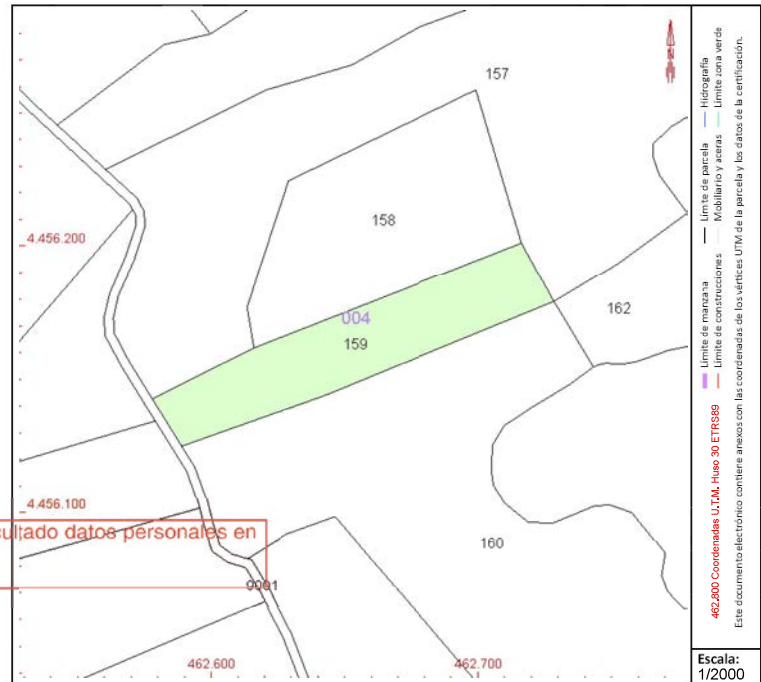 157
158
4.456.200
004
159
162
4.456.100
cultado datos personales en
160
9001
462.600
462.700
Límite de manzana
Límite de parcela
Hidrografía
Límite de construcciones
Mobiliario y aceras
Límite zona verde
462.800 Coordenadas U.T.M. Huso 30 ETRS89
Este documento electrónico contiene anexos con las coordenadas de los vértices UTM de la parcela y los datos de la certificación.
Escala:
1/2000